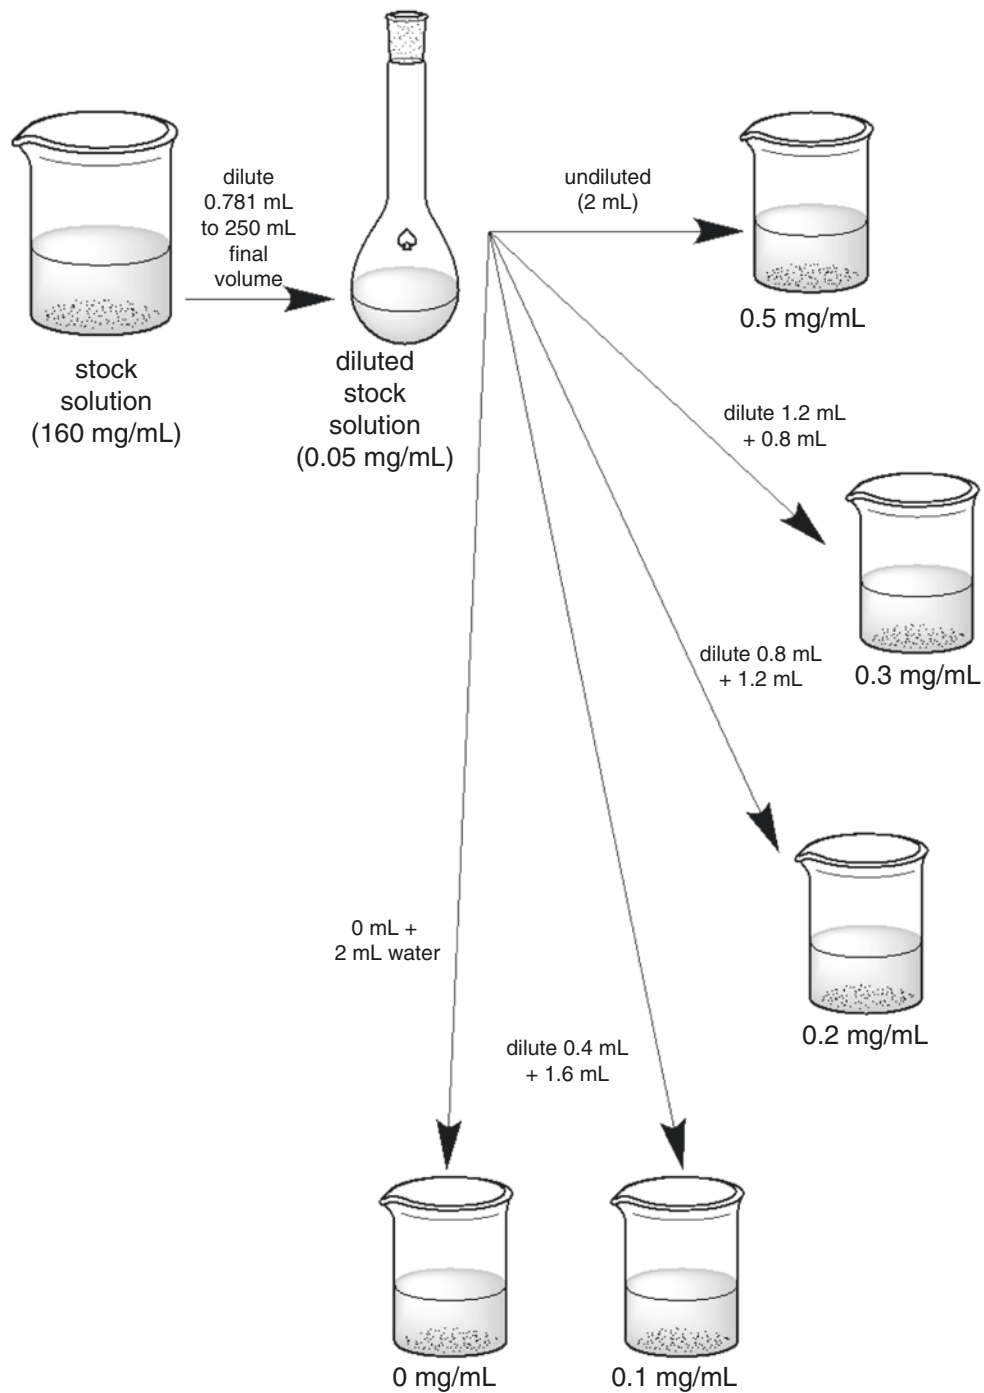 dilute
0.781 mL
to 250 mL
final
volume
stock
solution
(160 mg/mL)
diluted
stock
solution
(0.05 mg/mL)
undiluted
(2 mL)
0.5 mg/mL
dilute 1.2 mL
+ 0.8 mL
0.3 mg/mL
dilute 0.8 mL
+ 1.2 mL
0.2 mg/mL
0 mL +
2 mL water
dilute 0.4 mL
+ 1.6 mL
0 mg/mL
0.1 mg/mL